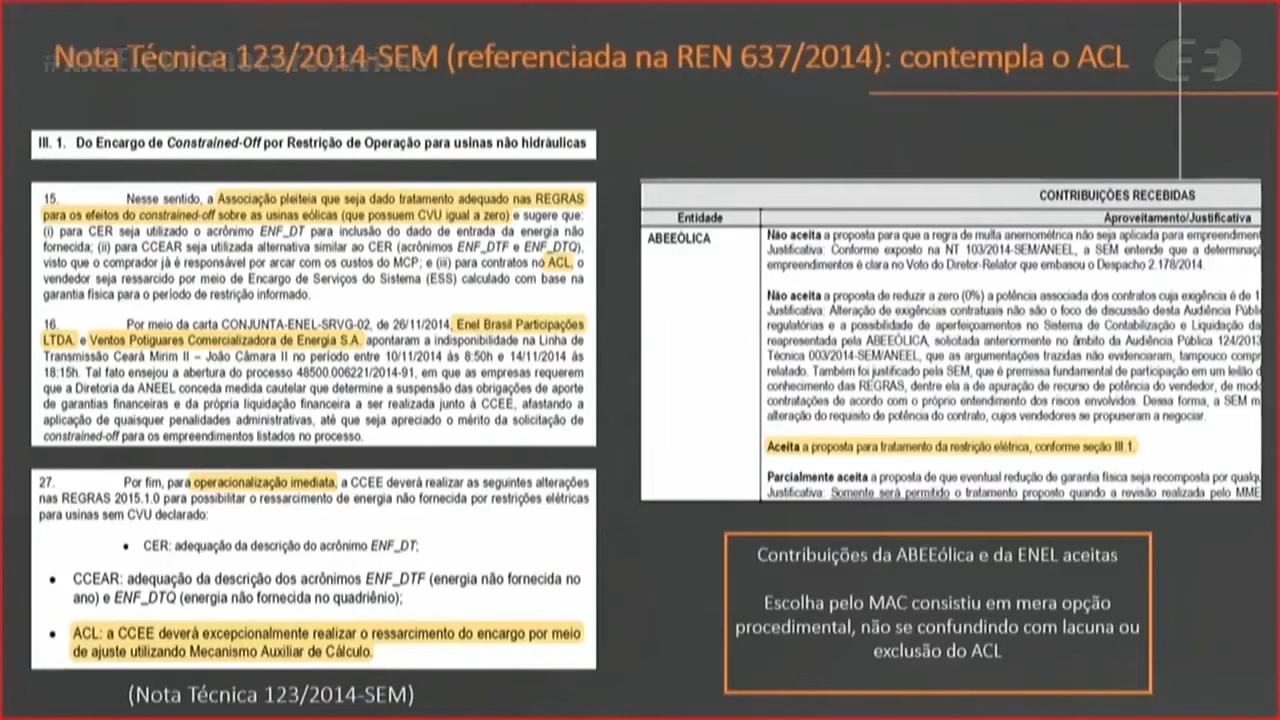 Nota Técnica 123/2014-SEM (referenciada na REN 637/2014): contempla o ACL
III. 1. Do Encargo de Constrained-Off por Restrição de Operação para usinas não hidráulicas
15. Nesse sentido, a Associação pleiteia que seja dado tratamento adequado nas REGRAS
para os efeitos do constrained-off sobre as usinas eólicas (que possuem CVU igual a zero) e sugere que:
(i) para CER seja utilizado o acrônimo ENF_DT para inclusão do dado de entrada da energia não
fornecida; (ii) para CCEAR seja utilizada alternativa similar ao CER (acrônimos ENF_DTF e ENF_DTQ),
visto que o comprador já é responsável por arcar com os custos do MCP; e (iii) para contratos no ACL, o
vendedor seja ressarcido por meio de Encargo de Serviços do Sistema (ESS) calculado com base na
garantia física para o período de restrição informado.
16. Por meio da carta CONJUNTA-ENEL-SRVG-02, de 26/11/2014, Enel Brasil Participações
LTDA. e Ventos Potiguares Comercializadora de Energia S.A. apontaram a indisponibilidade na Linha de
Transmissão Ceará Mirim II – João Câmara II no período entre 10/11/2014 às 8:50h e 14/11/2014 às
18:15h. Tal fato ensejou a abertura do processo 48500.006221/2014-91, em que as empresas requerem
que a Diretoria da ANEEL conceda medida cautelar que determine a suspensão das obrigações de aporte
de garantias financeiras e da própria liquidação financeira a ser realizada junto à CCEE, afastando a
aplicação de quaisquer penalidades administrativas, até que seja apreciado o mérito da solicitação de
constrained-off para os empreendimentos listados no processo.
27. Por fim, para operacionalização imediata, a CCEE deverá realizar as seguintes alterações
nas REGRAS 2015.1.0 para possibilitar o ressarcimento de energia não fornecida por restrições elétricas
para usinas sem CVU declarado:
• CER: adequação da descrição do acrônimo ENF_DT;
• CCEAR: adequação da descrição dos acrônimos ENF_DTF (energia não fornecida no
ano) e ENF_DTQ (energia não fornecida no quadriênio);
• ACL: a CCEE deverá excepcionalmente realizar o ressarcimento do encargo por meio
de ajuste utilizando Mecanismo Auxiliar de Cálculo.
(Nota Técnica 123/2014-SEM)
CONTRIBUIÇÕES RECEBIDAS
Entidade Aproveitamento/Justificativa
ABEEÓLICA
Não aceita a proposta para que a regra de multa anemométrica não seja aplicada para empreendiment
Justificativa: Conforme exposto na NT 103/2014-SEM/ANEEL, a SEM entende que a determinaç
empreendimentos é clara no Voto do Diretor-Relator que embasou o Despacho 2.178/2014.
Não aceita a proposta de reduzir a zero (0%) a potência associada dos contratos cuja exigência é de 1
Justificativa: Alteração de exigências contratuais não são o foco de discussão desta Audiência Públi
regulatórias e a possibilidade de aperfeiçoamentos no Sistema de Contabilização e Liquidação da
reapresentada pela ABEEÓLICA, solicitada anteriormente no âmbito da Audiência Pública 124/2013
Técnica 003/2014-SEM/ANEEL, que as argumentações trazidas não evidenciaram, tampouco compr
relatado. Também foi justificado pela SEM, que é premissa fundamental de participação em um leilão d
conhecimento das REGRAS, dentre ela a de apuração de recurso de potência do vendedor, de mod
contratações de acordo com o próprio entendimento dos riscos envolvidos. Dessa forma, a SEM m
alteração do requisito de potência do contrato, cujos vendedores se propuseram a negociar.
Aceita a proposta para tratamento da restrição elétrica, conforme seção III.1.
Parcialmente aceita a proposta de que eventual redução de garantia física seja recomposta por qualqu
Justificativa: Somente será permitido o tratamento proposto quando a revisão realizada pelo MME
Contribuições da ABEEólica e da ENEL aceitas
Escolha pelo MAC consistiu em mera opção
procedimental, não se confundindo com lacuna ou
exclusão do ACL